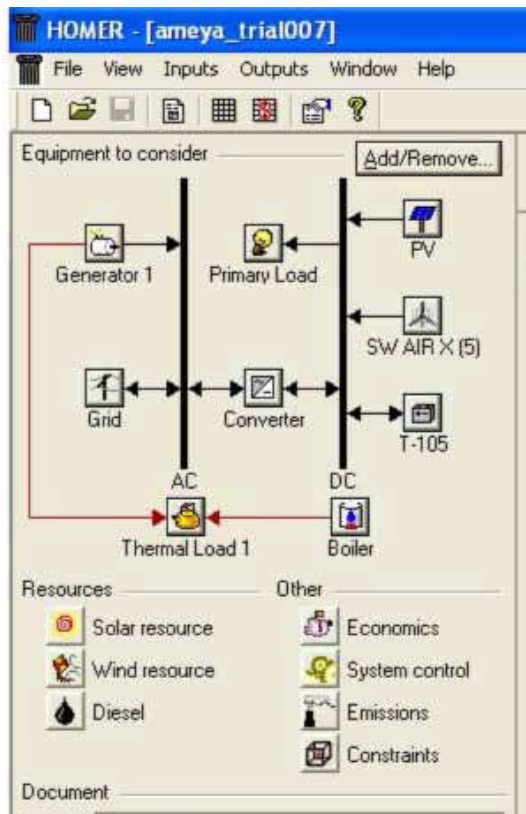 HOMER - [ameya_trial007]
File View Inputs Outputs Window Help
Equipment to consider Add/Remove...
Generator 1 Primary Load PV
SW AIR X (5)
Grid Converter
T-105
AC DC
Thermal Load 1 Boiler
Resources Other
Solar resource Economics
Wind resource System control
Diesel Emissions
Constraints
Document